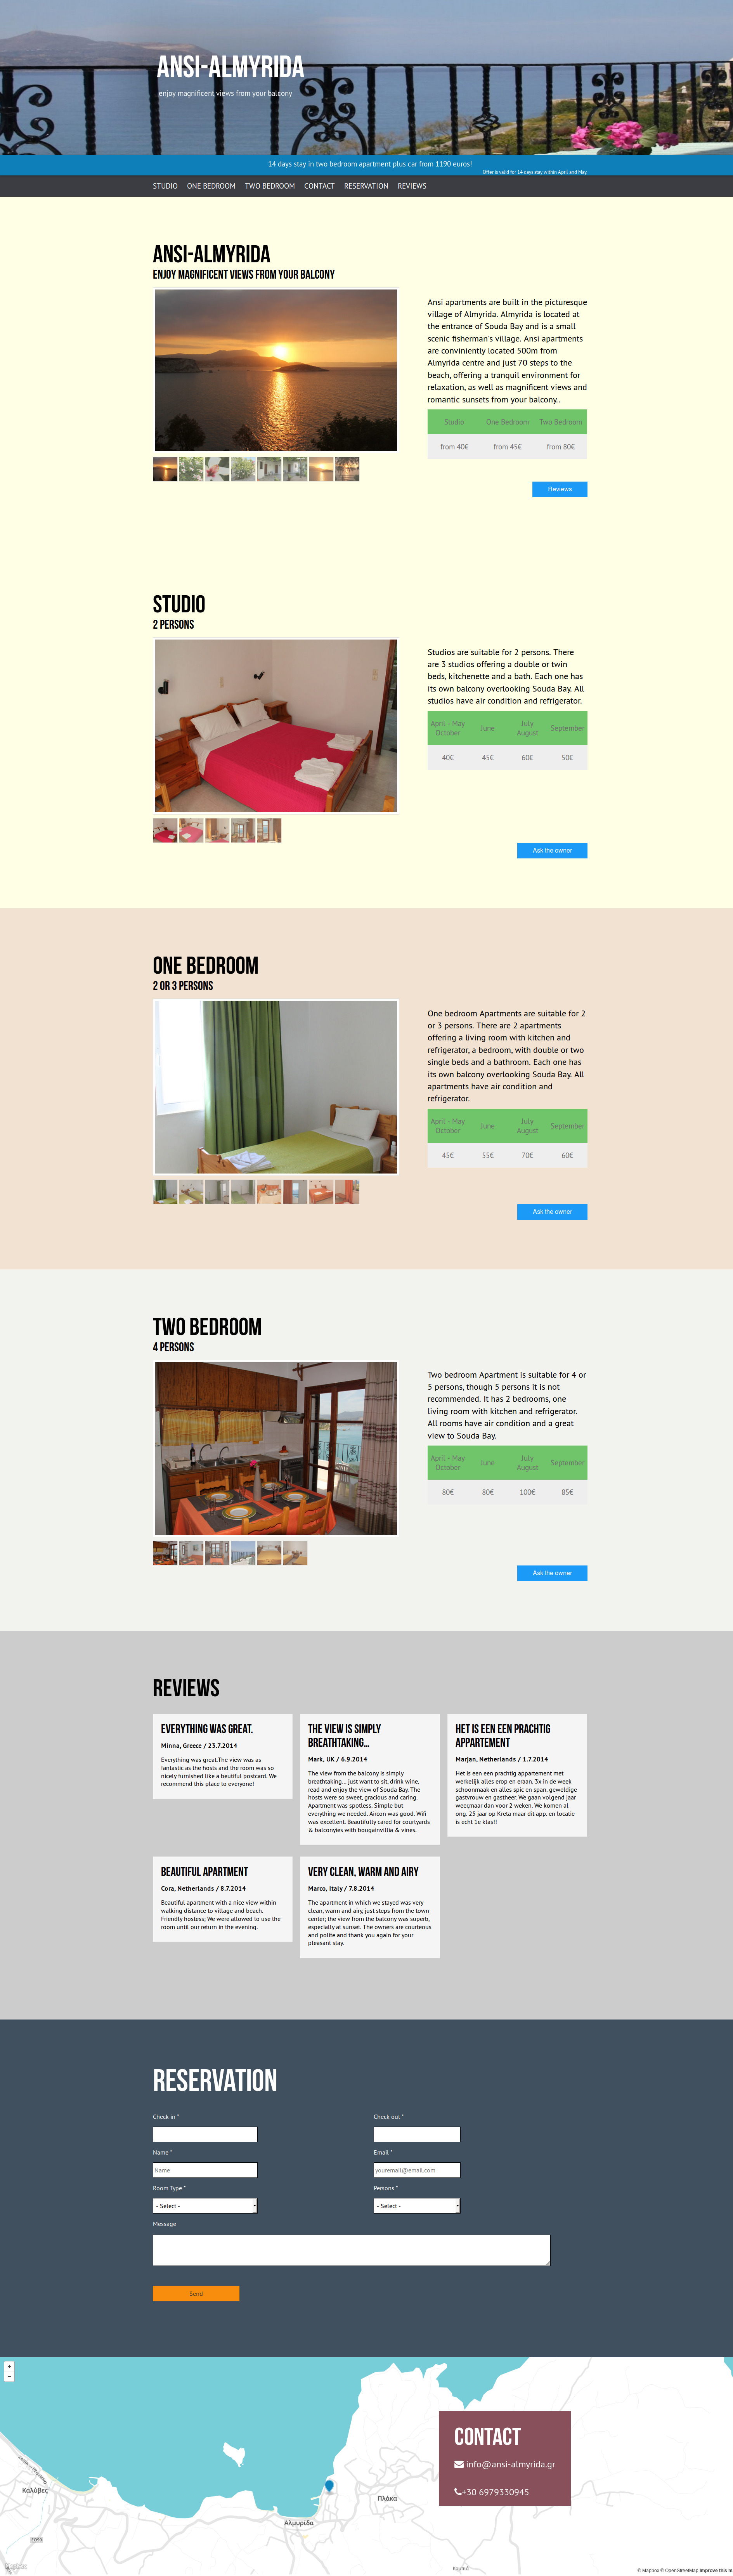 ANSI-ALMYRIDA
enjoy magnificent views from your balcony
14 days stay in two bedroom apartment plus car from 1190 euros!
Offer is valid for 14 days stay within April and May.
STUDIO ONE BEDROOM TWO BEDROOM CONTACT RESERVATION REVIEWS
ANSI-ALMYRIDA
ENJOY MAGNIFICENT VIEWS FROM YOUR BALCONY
Ansi apartments are built in the picturesque
village of Almyrida. Almyrida is located at
the entrance of Souda Bay and is a small
scenic fisherman's village. Ansi apartments
are conviniently located 500m from
Almyrida centre and just 70 steps to the
beach, offering a tranquil environment for
relaxation, as well as magnificent views and
romantic sunsets from your balcony..
Studio One Bedroom Two Bedroom
from 40€ from 45€ from 80€
Reviews
STUDIO
2 PERSONS
Studios are suitable for 2 persons. There
are 3 studios offering a double or twin
beds, kitchenette and a bath. Each one has
its own balcony overlooking Souda Bay. All
studios have air condition and refrigerator.
April - May October June July August September
40€ 45€ 60€ 50€
Ask the owner
ONE BEDROOM
2 OR 3 PERSONS
One bedroom Apartments are suitable for 2
or 3 persons. There are 2 apartments
offering a living room with kitchen and
refrigerator, a bedroom, with double or two
single beds and a bathroom. Each one has
its own balcony overlooking Souda Bay. All
apartments have air condition and
refrigerator.
April - May October June July August September
45€ 55€ 70€ 60€
Ask the owner
TWO BEDROOM
4 PERSONS
Two bedroom Apartment is suitable for 4 or
5 persons, though 5 persons it is not
recommended. It has 2 bedrooms, one
living room with kitchen and refrigerator.
All rooms have air condition and a great
view to Souda Bay.
April - May October June July August September
80€ 80€ 100€ 85€
Ask the owner
REVIEWS
EVERYTHING WAS GREAT.
Minna, Greece / 23.7.2014
Everything was great.The view was as
fantastic as the hosts and the room was so
nicely furnished like a beutiful postcard. We
recommend this place to everyone!
THE VIEW IS SIMPLY
BREATHTAKING...
Mark, UK / 6.9.2014
The view from the balcony is simply
breathtaking... just want to sit, drink wine,
read and enjoy the view of Souda Bay. The
hosts were so sweet, gracious and caring.
Apartment was spotless. Simple but
everything we needed. Aircon was good. Wifi
was excellent. Beautifully cared for courtyards
& balconyies with bougainvillia & vines.
HET IS EEN EEN PRACHTIG
APPARTEMENT
Marjan, Netherlands / 1.7.2014
Het is een een prachtig appartement met
werkelijk alles erop en eraan. 3x in de week
schoonmaak en alles spic en span, geweldige
gastvrouw en gastheer. We gaan volgend jaar
weer,maar dan voor 2 weken. We komen al
ong. 25 jaar op Kreta maar dit app. en locatie
is echt 1e klas!!
BEAUTIFUL APARTMENT
Cora, Netherlands / 8.7.2014
Beautiful apartment with a nice view within
walking distance to village and beach.
Friendly hostess; We were allowed to use the
room until our return in the evening.
VERY CLEAN, WARM AND AIRY
Marco, Italy / 7.8.2014
The apartment in which we stayed was very
clean, warm and airy, just steps from the town
center; the view from the balcony was superb,
especially at sunset. The owners are courteous
and polite and thank you again for your
pleasant stay.
RESERVATION
Check in * Check out *
Name * Email *
Name youremail@email.com
Room Type * Persons *
- Select - - Select -
Message
Send
+
−
CONTACT
info@ansi-almyrida.gr
+30 6979330945
Καλύβες
Πλάκα
Αλμυρίδα
© Mapbox © OpenStreetMap Improve this m